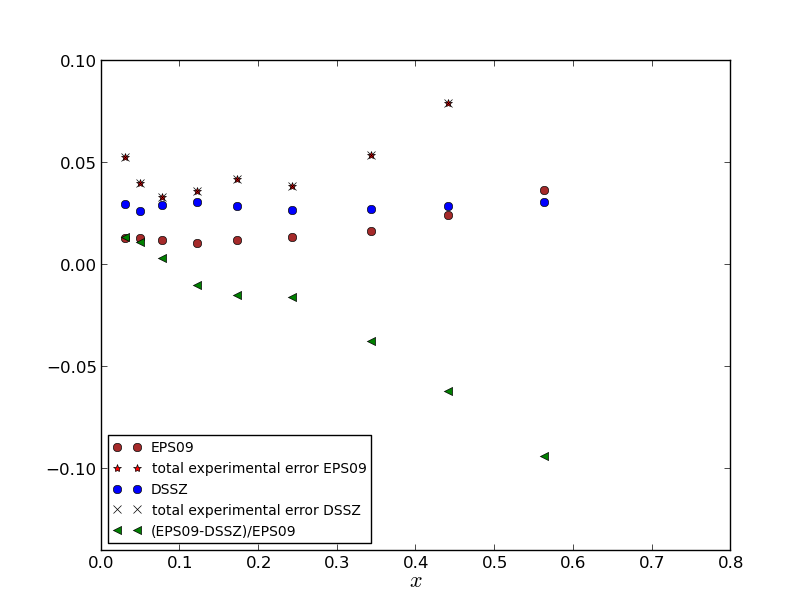 0.10
0.05
0.00
−0.05
−0.10
EPS09
total experimental error EPS09
DSSZ
total experimental error DSSZ
(EPS09-DSSZ)/EPS09
0.0 0.1 0.2 0.3 0.4 0.5 0.6 0.7 0.8
x